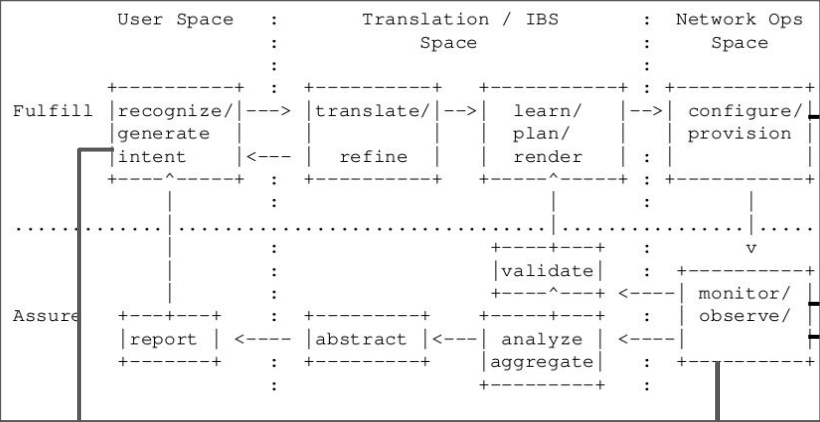 User Space : Translation / IBS : Network Ops
: Space : Space
: :
+----------+ : +----------+ +-----------+ : +-----------+
Fulfill |recognize/|---> |translate/|-->| learn/ |-->| configure/|
|generate | | | | plan/ | | provision |
|intent |<--- | refine | | render | : | |
+----^-----+ : +----------+ +-----^-----+ : +-----------+
| : | : |
.............|................................|.................|.....
| : +----+---+ : v
| : |validate| : +----------+
| : +----^---+ <----| monitor/ |
Assure +---+---+ : +---------+ +-----+---+ : | observe/ |
|report | <---- |abstract |<---| analyze | <----| |
+-------+ : +---------+ |aggregate| : +----------+
: +---------+ :